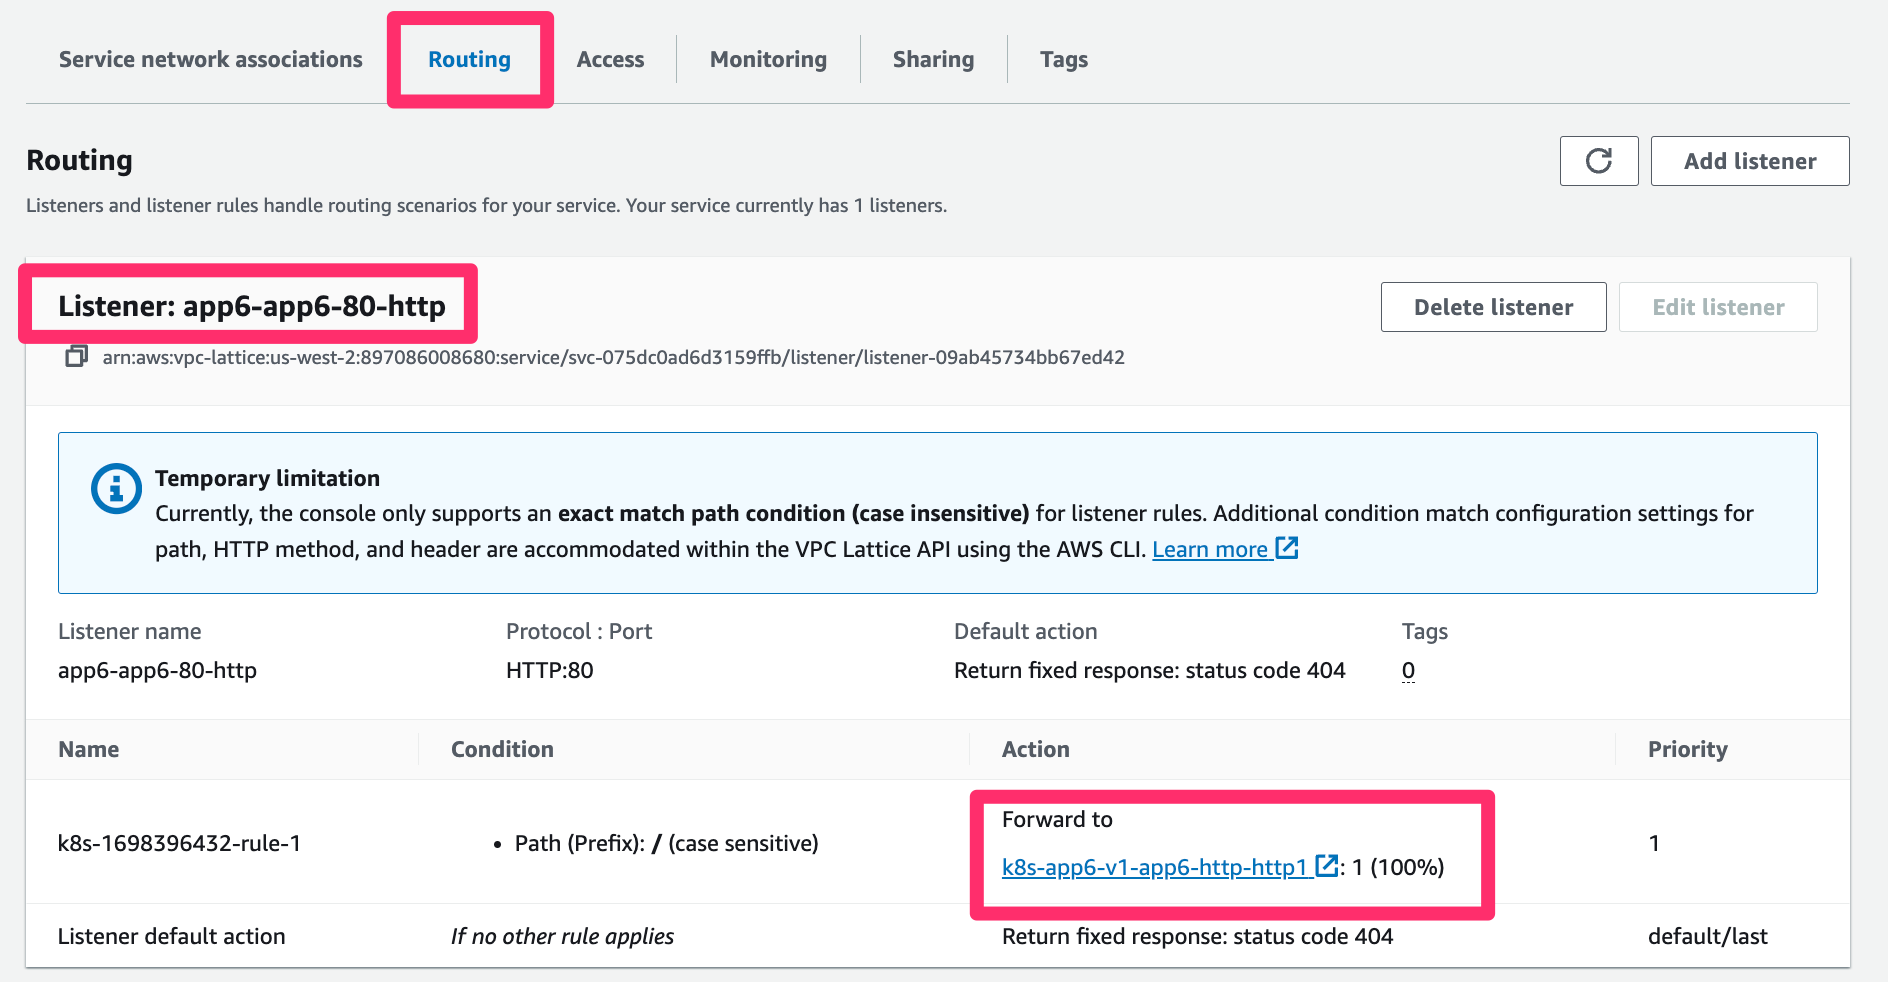 Service network associations
Routing
Access
Monitoring
Sharing
Tags
Routing
Add listener
Listeners and listener rules handle routing scenarios for your service. Your service currently has 1 listeners.
Listener: app6-app6-80-http
Delete listener
Edit listener
arn:aws:vpc-lattice:us-west-2:897086008680:service/svc-075dc0ad6d3159ffb/listener/listener-09ab45734bb67ed42
Temporary limitation
Currently, the console only supports an exact match path condition (case insensitive) for listener rules. Additional condition match configuration settings for
path, HTTP method, and header are accommodated within the VPC Lattice API using the AWS CLI. Learn more
Listener name
Protocol : Port
Default action
Tags
app6-app6-80-http
HTTP:80
Return fixed response: status code 404
0
Name
Condition
Action
Priority
k8s-1698396432-rule-1
• Path (Prefix): / (case sensitive)
Forward to
k8s-app6-v1-app6-http-http1 : 1 (100%)
1
Listener default action
If no other rule applies
Return fixed response: status code 404
default/last